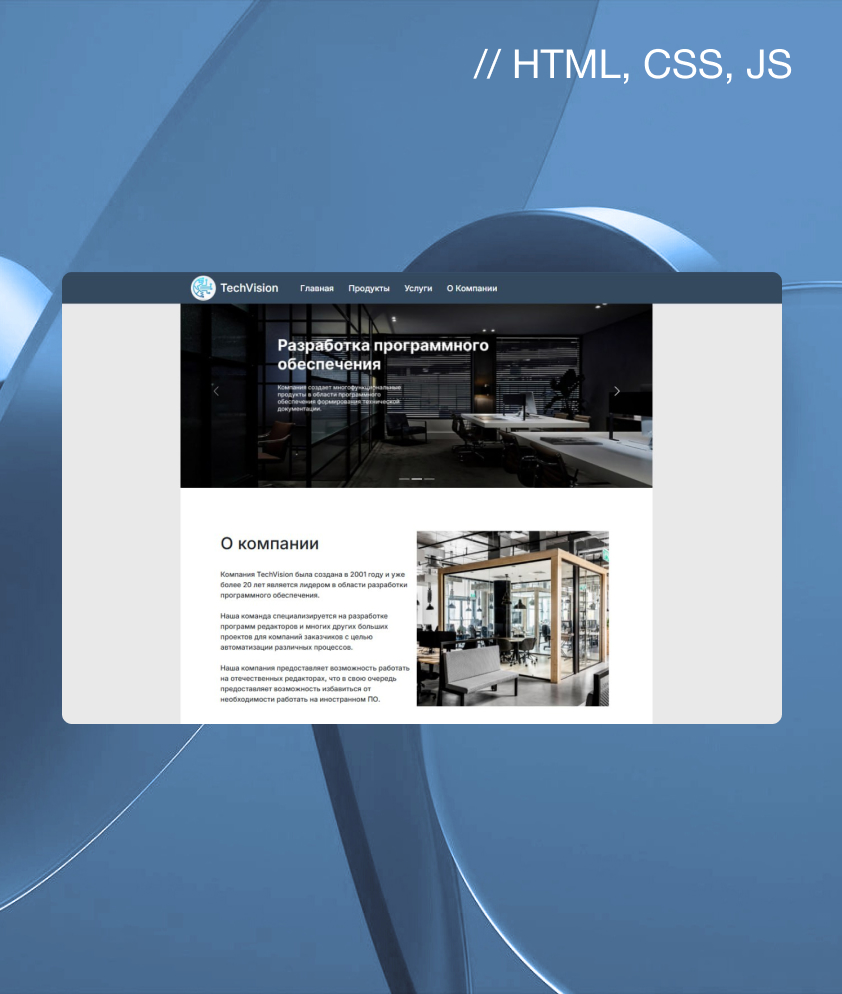 // HTML, CSS, JS
TechVision Главная Продукты Услуги О Компании
Разработка программного
обеспечения
Компания создает многофункциональные
продукты в области программного
обеспечения формирования технической
документации.
О компании
Компания TechVision была создана в 2001 году и уже
более 20 лет является лидером в области разработки
программного обеспечения.
Наша команда специализируется на разработке
программ редакторов и многих других больших
проектов для компаний заказчиков с целью
автоматизации различных процессов.
Наша компания предоставляет возможность работать
на отечественных редакторах, что в свою очередь
предоставляет возможность избавиться от
необходимости работать на иностранном ПО.